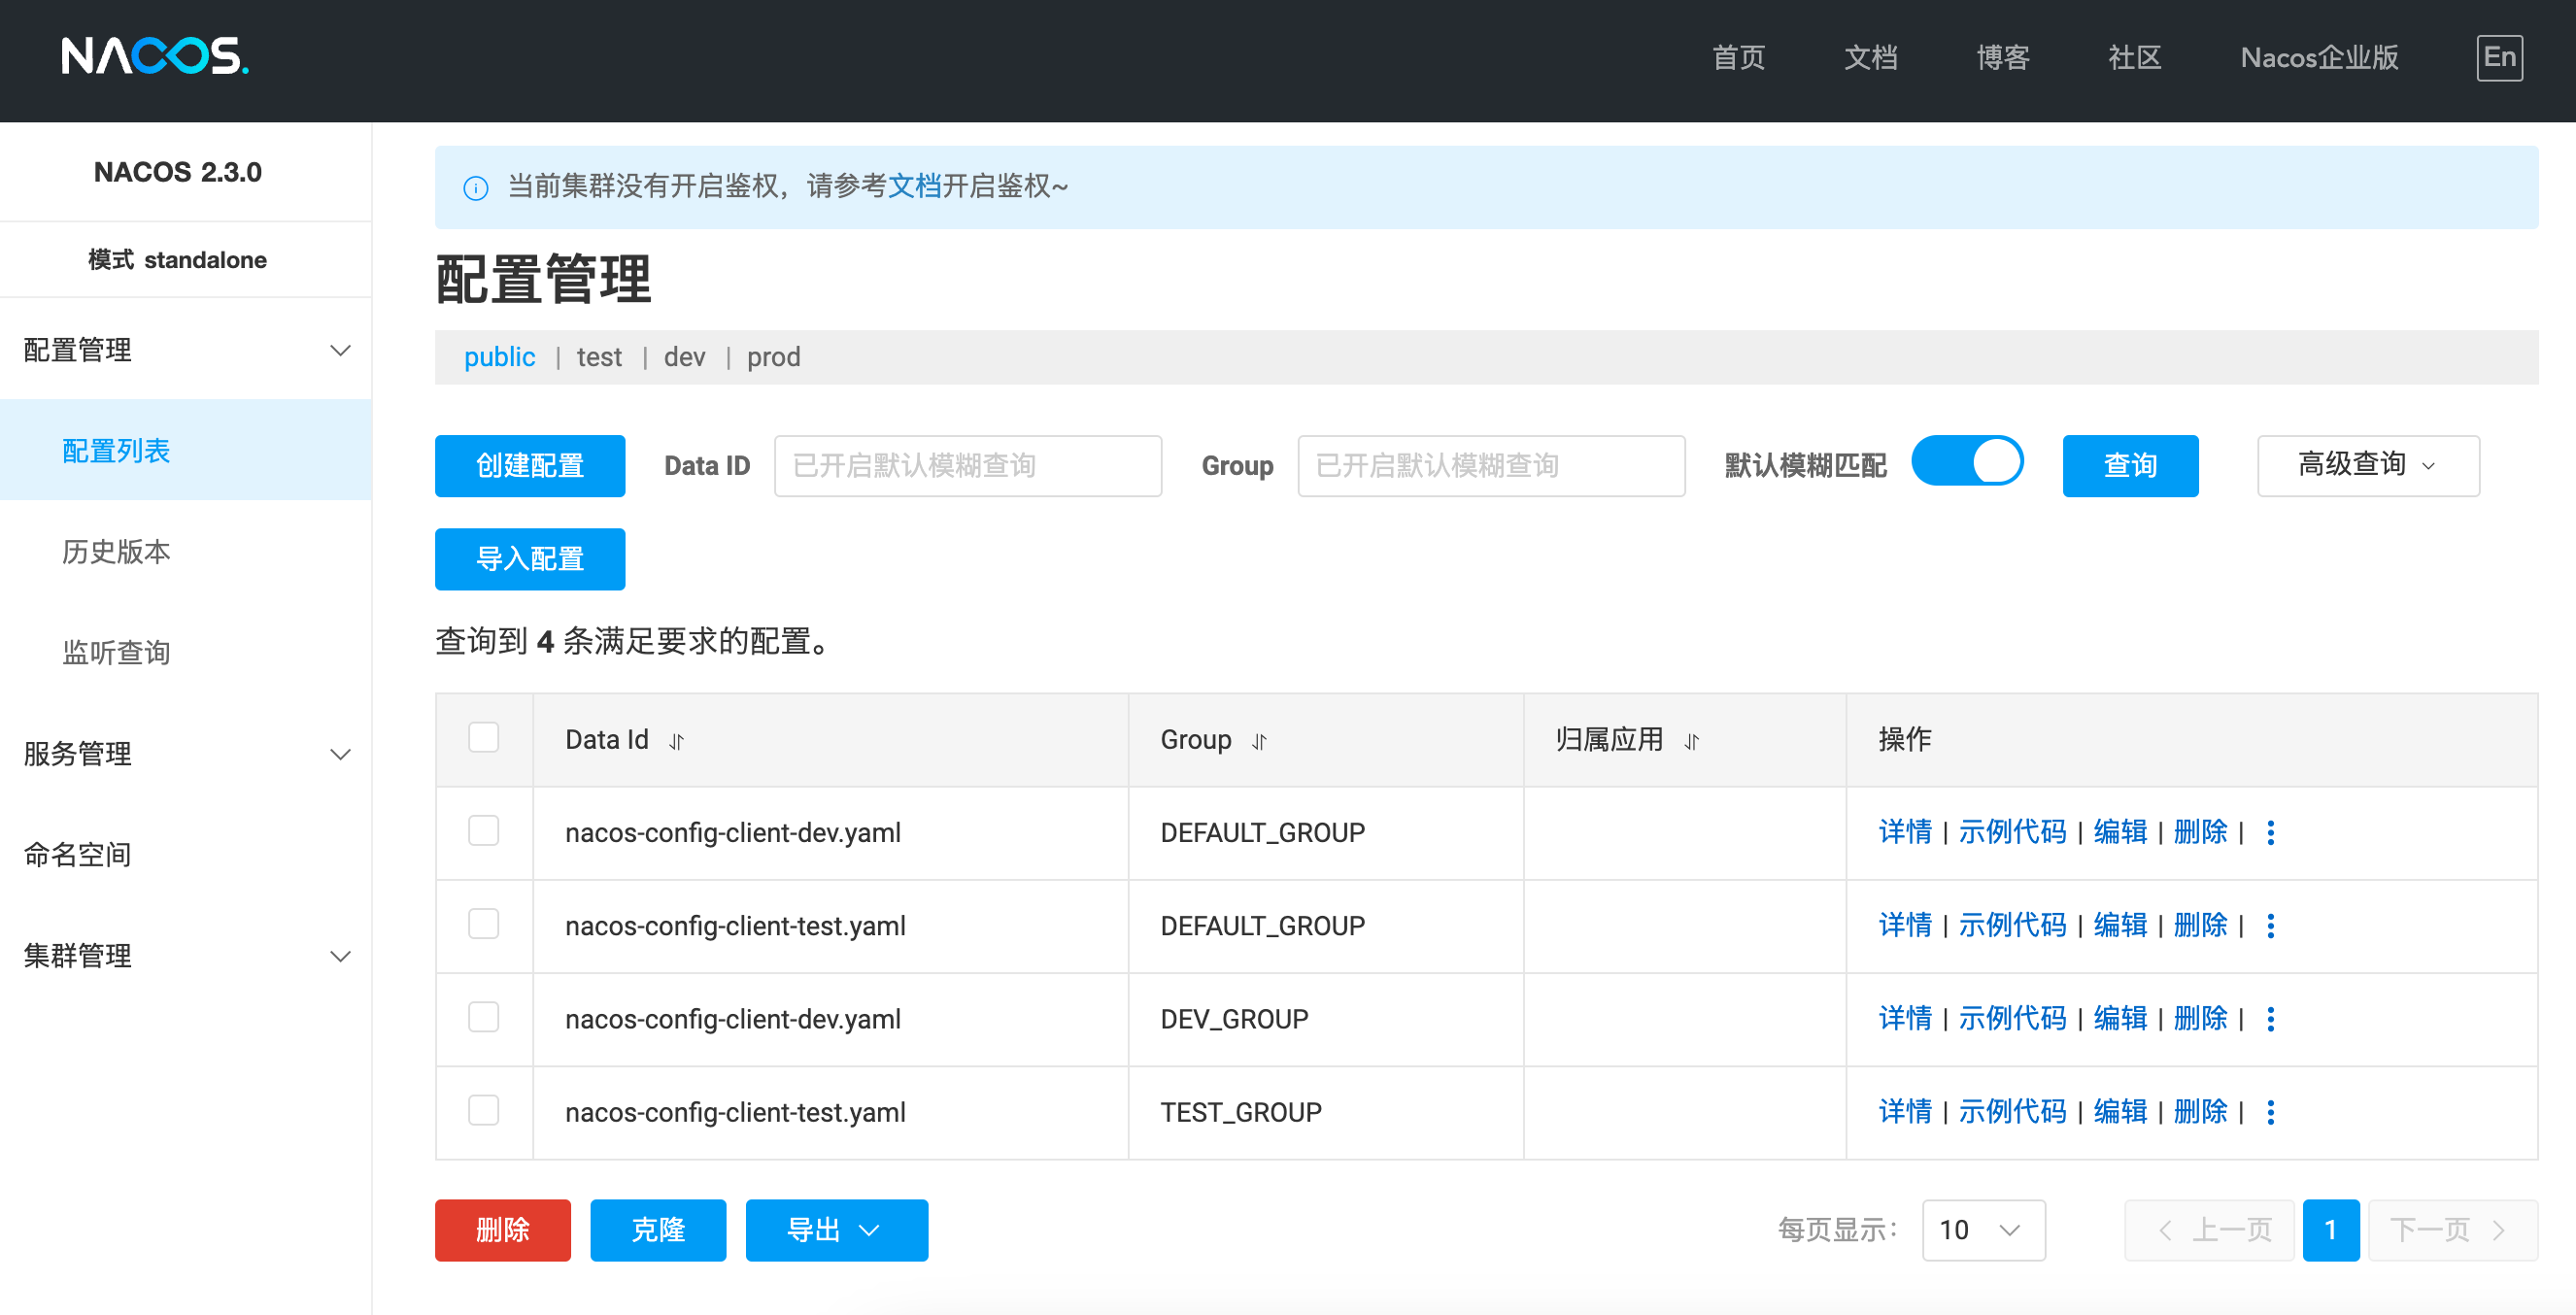 NACOS. 首页 文档 博客 社区 Nacos企业版 En
NACOS 2.3.0
模式 standalone
配置管理
配置列表
历史版本
监听查询
服务管理
命名空间
集群管理
当前集群没有开启鉴权，请参考文档开启鉴权~
配置管理
public | test | dev | prod
创建配置 Data ID 已开启默认模糊查询 Group 已开启默认模糊查询 默认模糊匹配 查询 高级查询
导入配置
查询到 4 条满足要求的配置。
Data Id Group 归属应用 操作
nacos-config-client-dev.yaml DEFAULT_GROUP 详情 | 示例代码 | 编辑 | 删除 |
nacos-config-client-test.yaml DEFAULT_GROUP 详情 | 示例代码 | 编辑 | 删除 |
nacos-config-client-dev.yaml DEV_GROUP 详情 | 示例代码 | 编辑 | 删除 |
nacos-config-client-test.yaml TEST_GROUP 详情 | 示例代码 | 编辑 | 删除 |
删除 克隆 导出 每页显示： 10 上一页 1 下一页